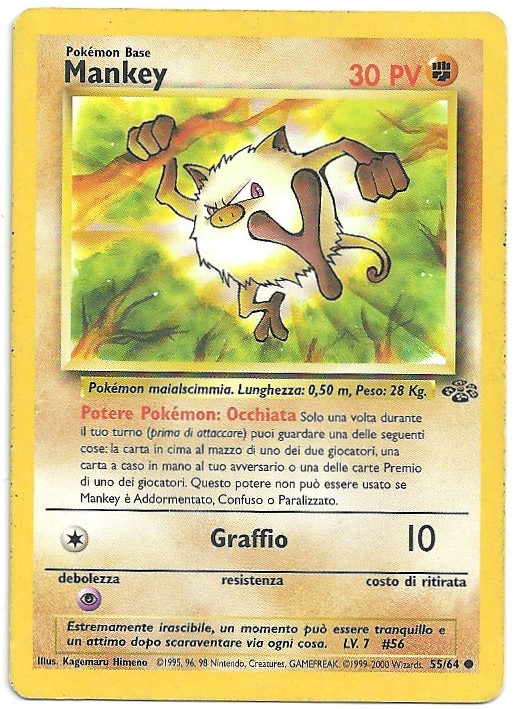 Pokémon Base
Mankey
30 PV
Pokémon maialscimmia. Lunghezza: 0,50 m, Peso: 28 Kg.
Potere Pokémon: Occhiata Solo una volta durante
il tuo turno (prima di attaccare) puoi guardare una delle seguenti
cose: la carta in cima al mazzo di uno dei due giocatori, una
carta a caso in mano al tuo avversario o una delle carte Premio
di uno dei giocatori. Questo potere non può essere usato se
Mankey è Addormentato, Confuso o Paralizzato.
Graffio 10
debolezza resistenza costo di ritirata
Estremamente irascibile, un momento può essere tranquillo e
un attimo dopo scaraventare via ogni cosa. LV. 7 #56
Illus. Kagemaru Himeno ©1995, 96, 98 Nintendo, Creatures, GAMEFREAK. ©1999-2000 Wizards. 55/64